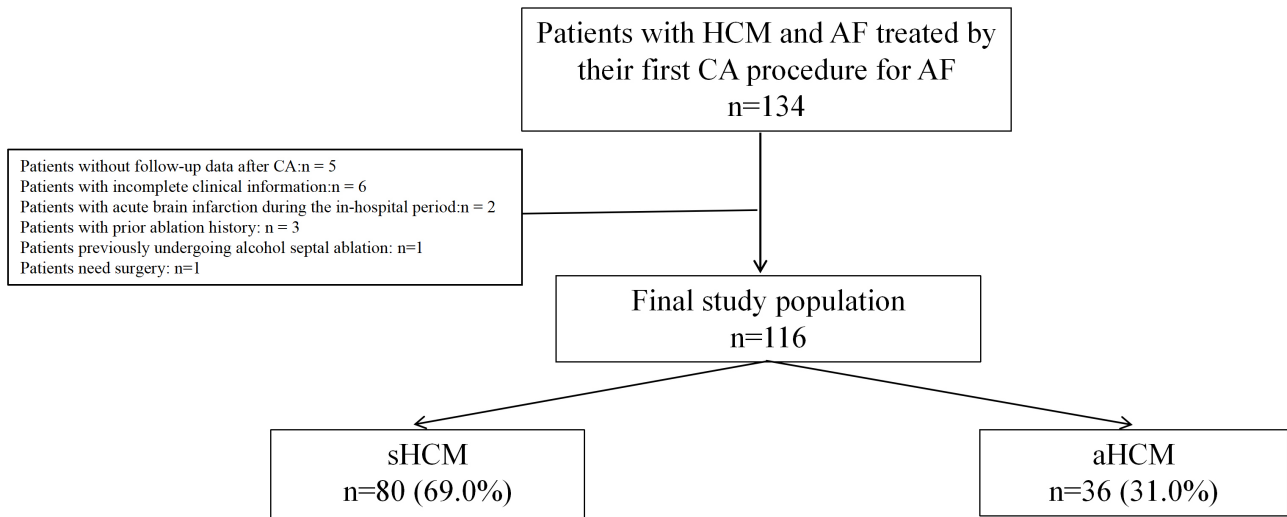 Patients with HCM and AF treated by
their first CA procedure for AF
n=134
Patients without follow-up data after CA:n = 5
Patients with incomplete clinical information:n = 6
Patients with acute brain infarction during the in-hospital period:n = 2
Patients with prior ablation history: n = 3
Patients previously undergoing alcohol septal ablation: n=1
Patients need surgery: n=1
Final study population
n=116
sHCM
n=80 (69.0%)
aHCM
n=36 (31.0%)